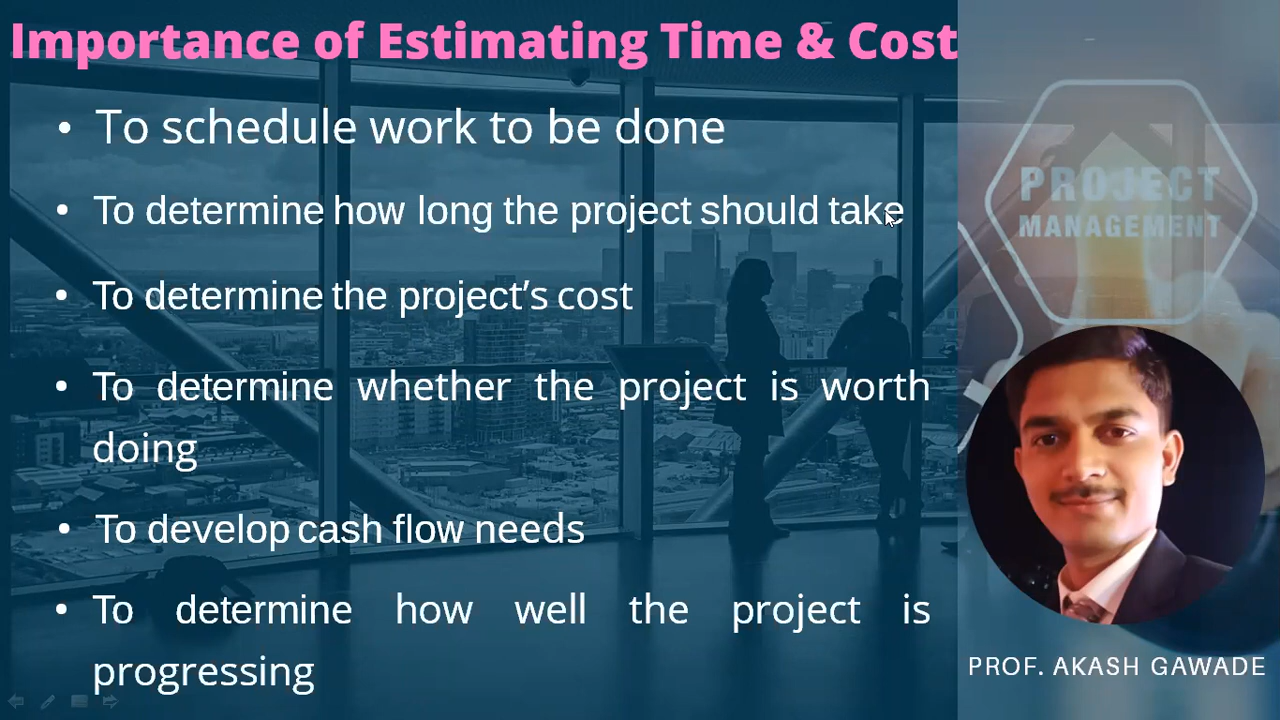 Importance of Estimating Time & Cost
• To schedule work to be done
• To determine how long the project should take
• To determine the project’s cost
• To determine whether the project is worth
doing
• To develop cash flow needs
• To determine how well the project is
progressing
PROJECT
MANAGEMENT
PROF. AKASH GAWADE